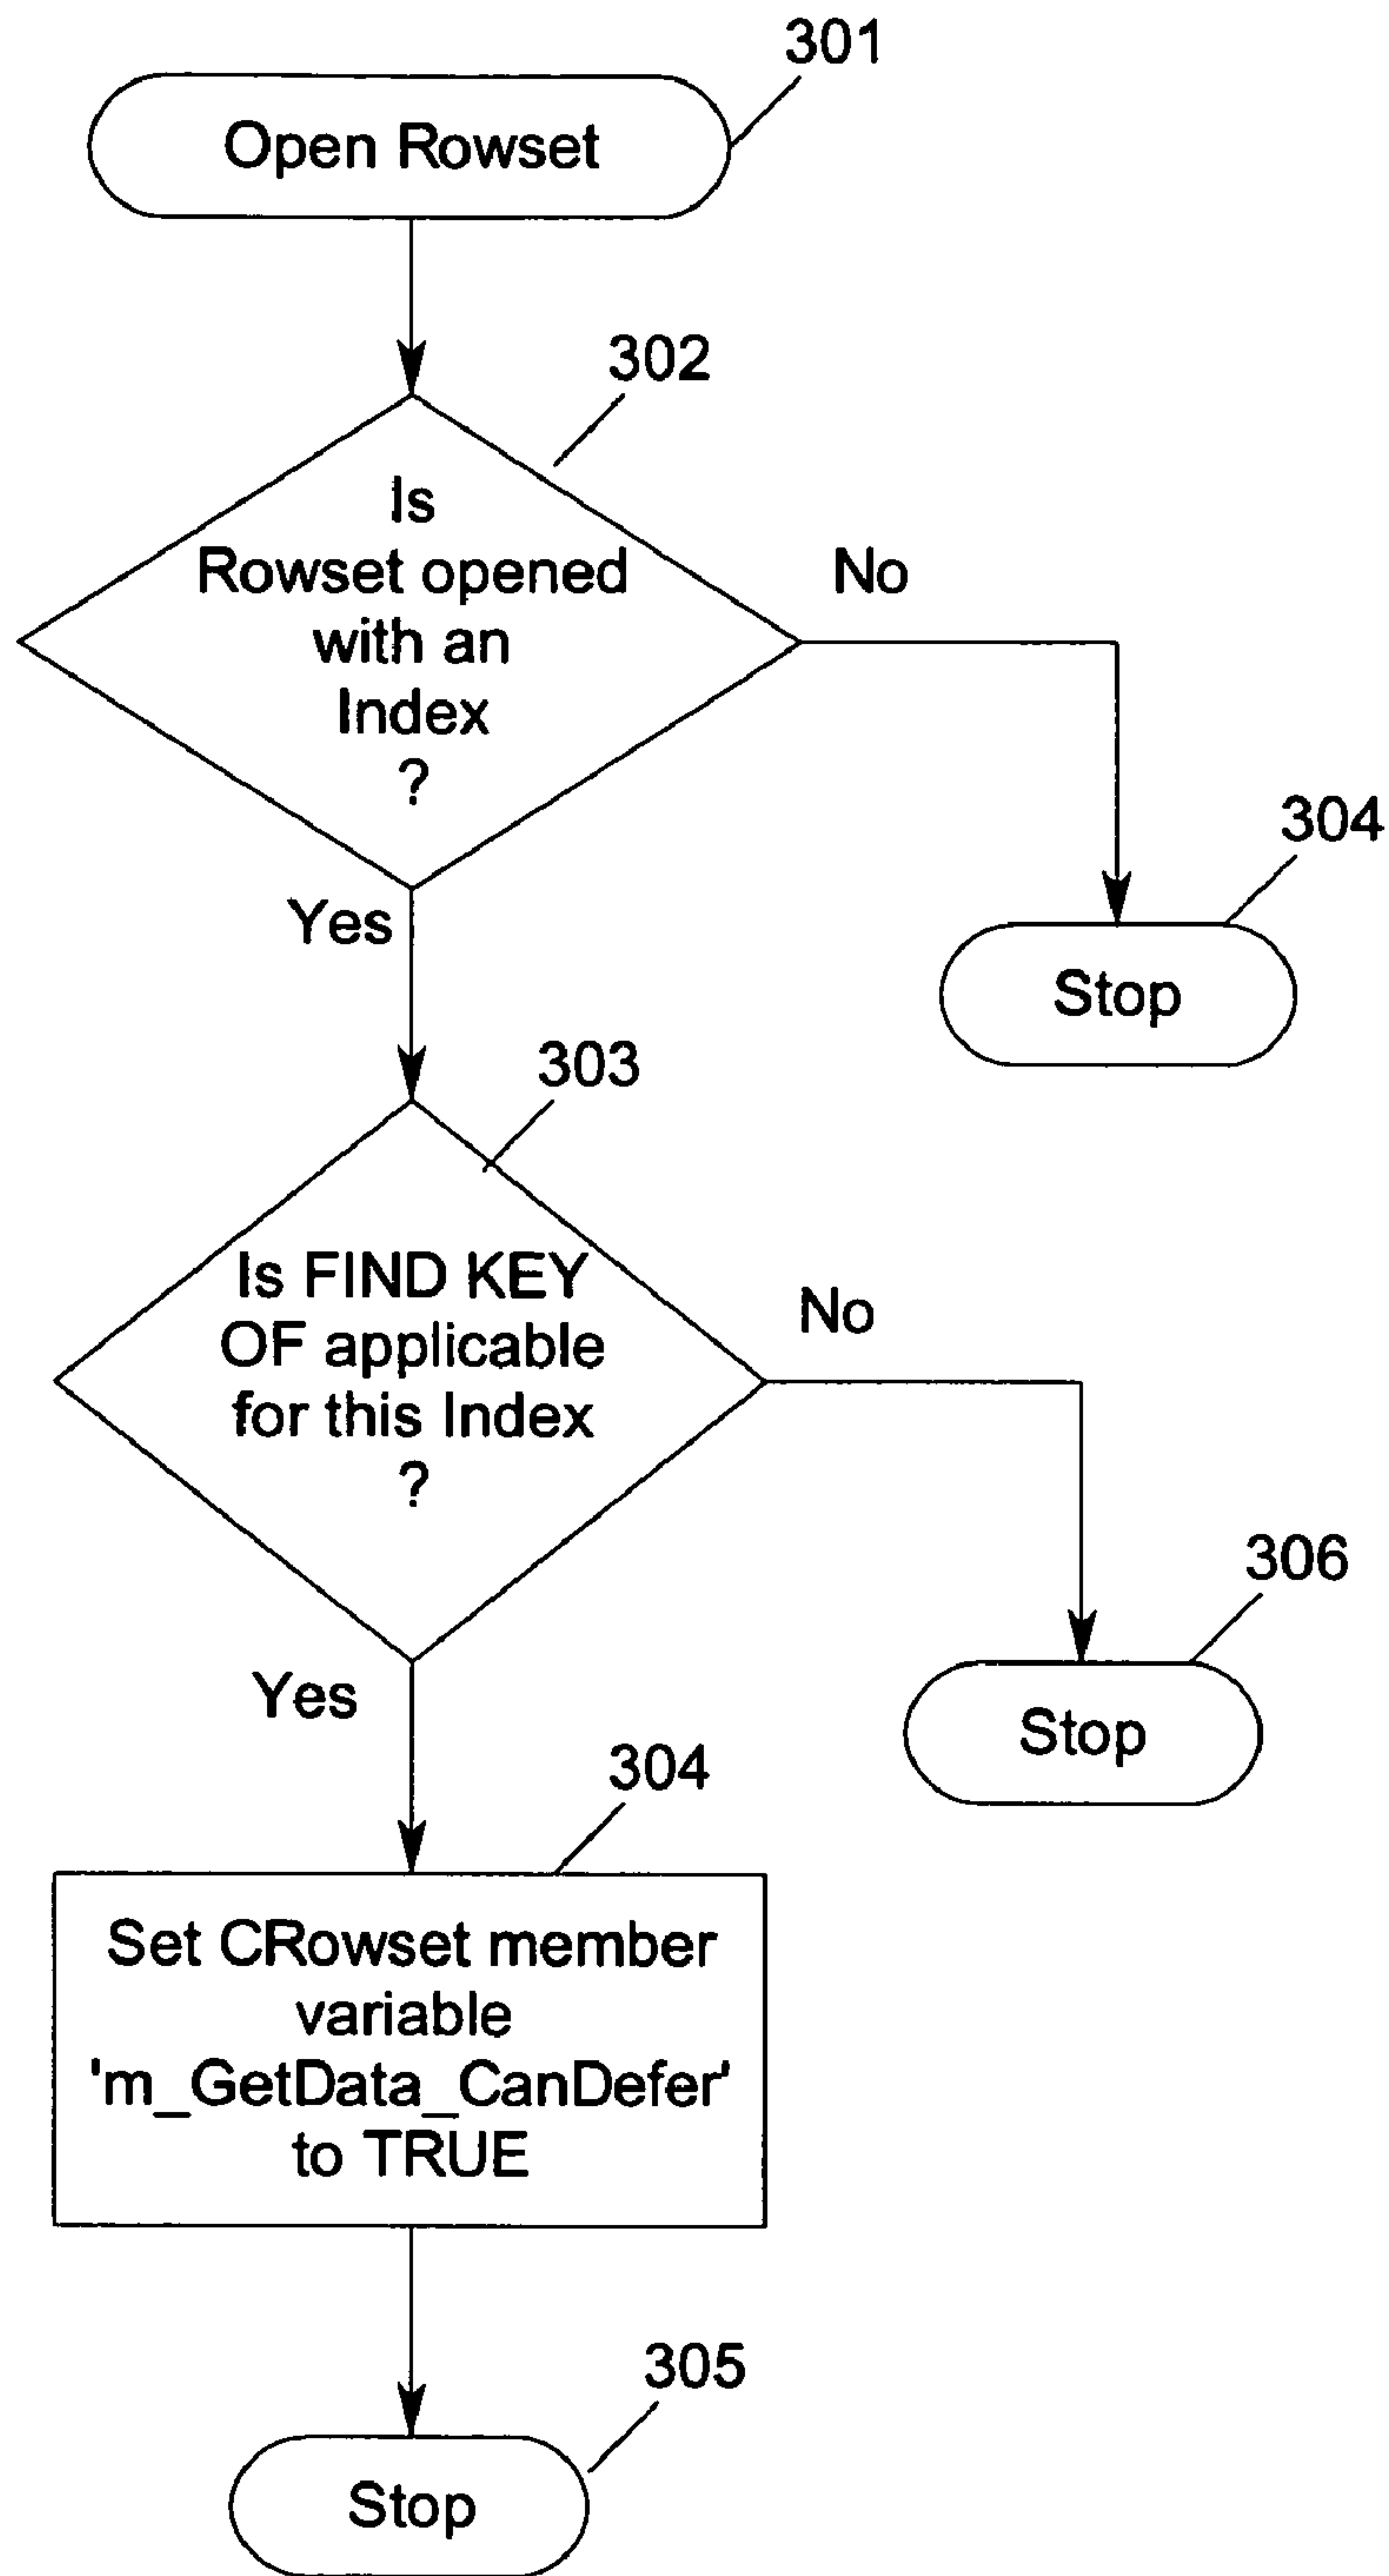 301
Open Rowset
302
Is
Rowset opened
with an
Index
?
No
Yes
304
Stop
303
Is FIND KEY
OF applicable
for this Index
?
No
Yes
306
Stop
304
Set CRowset member
variable
'm_GetData_CanDefer'
to TRUE
305
Stop